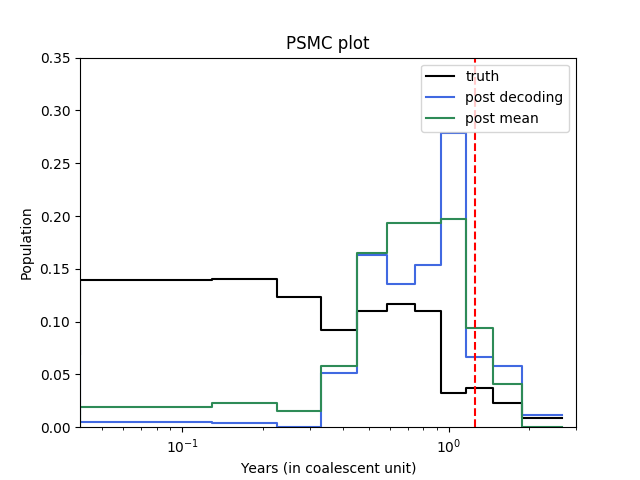 PSMC plot
truth
post decoding
post mean
0.35
0.30
0.25
0.20
0.15
0.10
0.05
0.00
Population
10⁻¹
10⁰
Years (in coalescent unit)